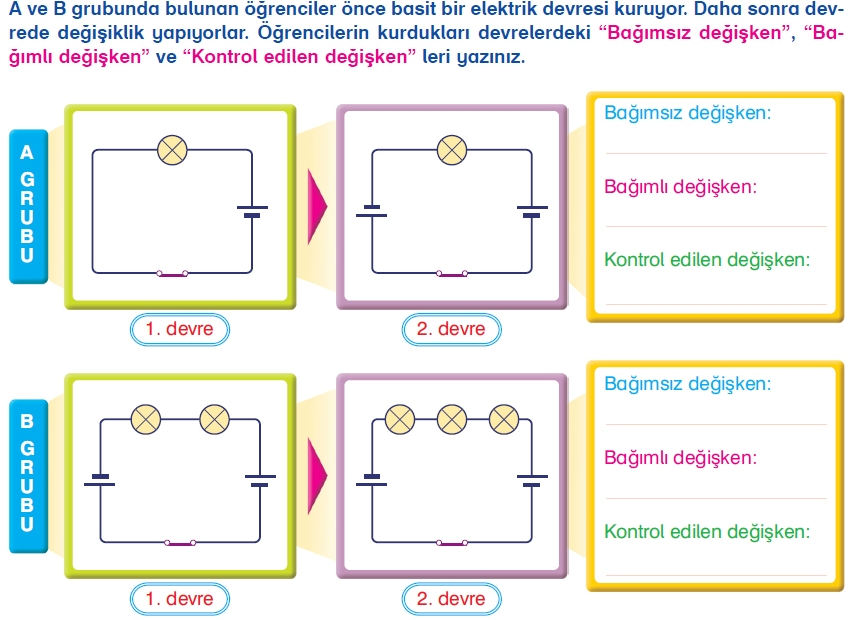 A ve B grubunda bulunan öğrenciler önce basit bir elektrik devresi kuruyor. Daha sonra dev-
rede değişiklik yapıyorlar. Öğrencilerin kurdukları devrelerdeki “Bağımsız değişken”, “Ba-
ğımlı değişken” ve “Kontrol edilen değişken” leri yazınız.
A GRUBU
1. devre
2. devre
Bağımsız değişken:
Bağımlı değişken:
Kontrol edilen değişken:
B GRUBU
1. devre
2. devre
Bağımsız değişken:
Bağımlı değişken:
Kontrol edilen değişken: